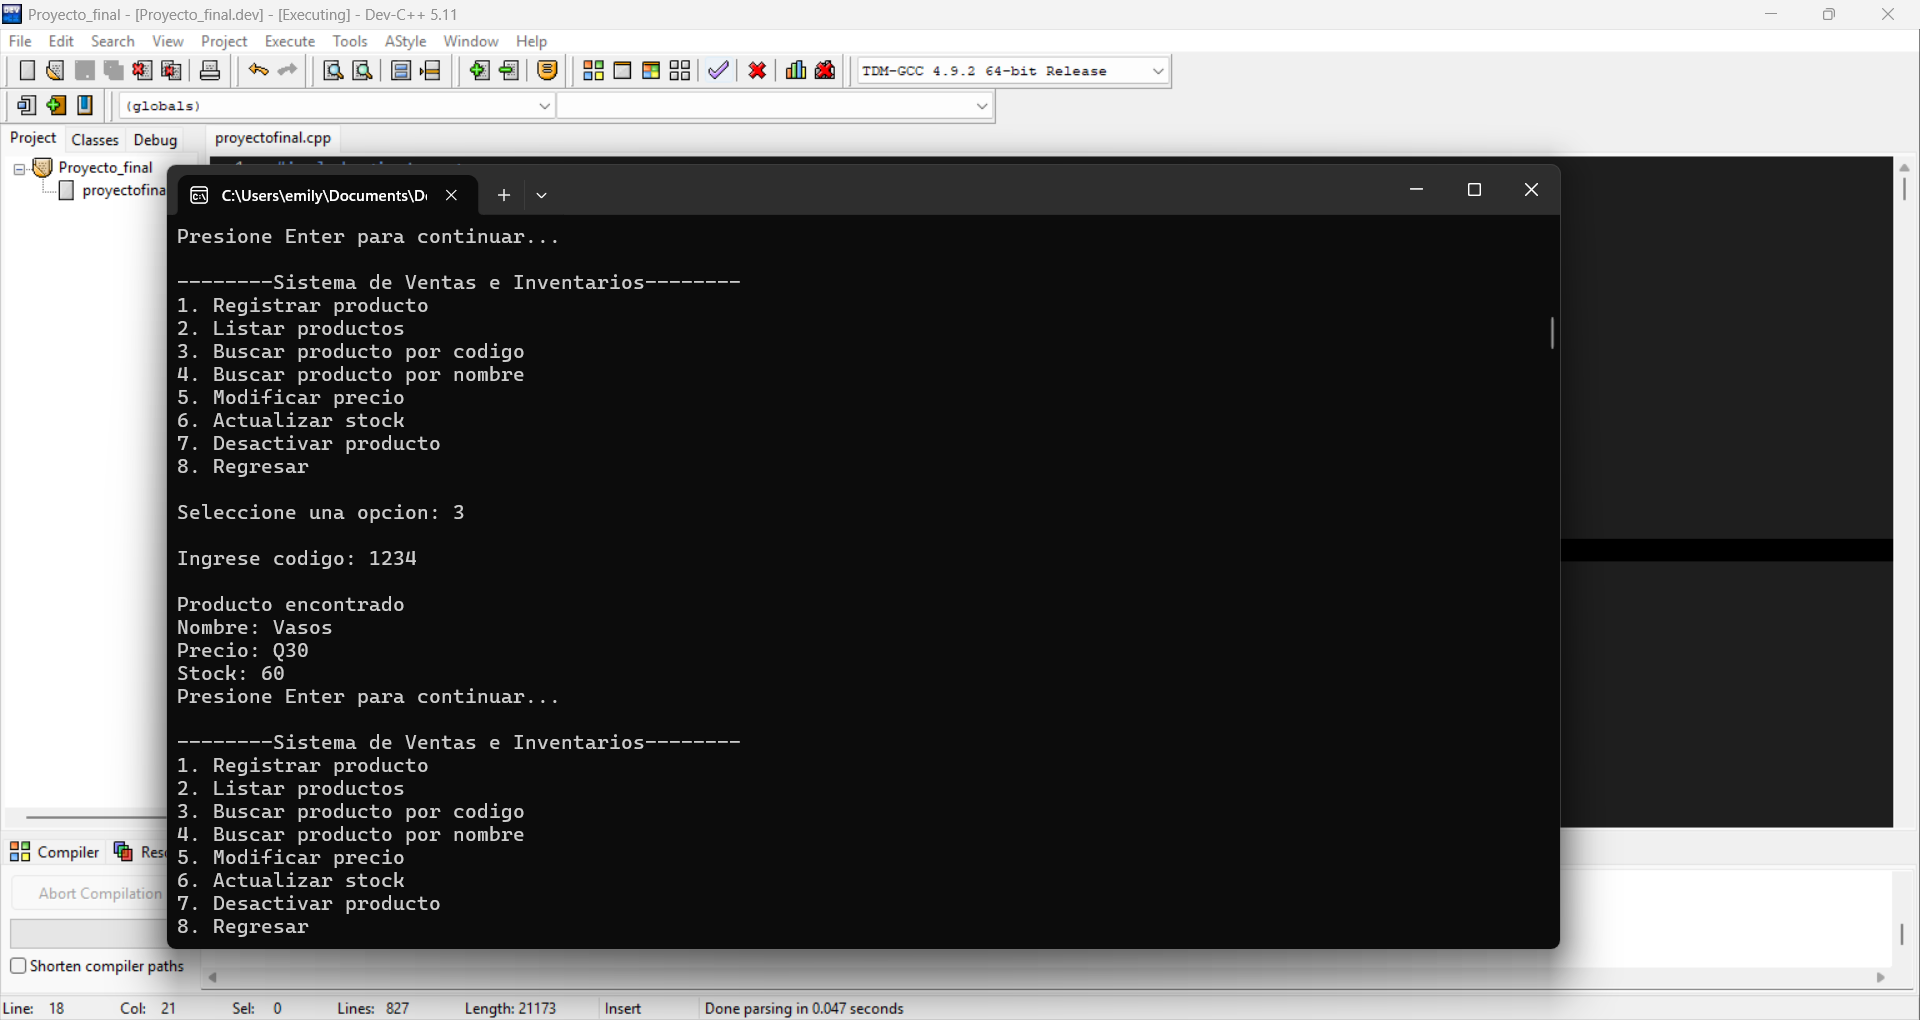 Proyecto_final - [Proyecto_final.dev] - [Executing] - Dev-C++ 5.11
File Edit Search View Project Execute Tools AStyle Window Help
TDM-GCC 4.9.2 64-bit Release
(globals)
Project Classes Debug proyectofinal.cpp
Proyecto_final
proyectofina
C:\Users\emily\Documents\D
Presione Enter para continuar...
--------Sistema de Ventas e Inventarios--------
1. Registrar producto
2. Listar productos
3. Buscar producto por codigo
4. Buscar producto por nombre
5. Modificar precio
6. Actualizar stock
7. Desactivar producto
8. Regresar
Seleccione una opcion: 3
Ingrese codigo: 1234
Producto encontrado
Nombre: Vasos
Precio: Q30
Stock: 60
Presione Enter para continuar...
--------Sistema de Ventas e Inventarios--------
1. Registrar producto
2. Listar productos
3. Buscar producto por codigo
4. Buscar producto por nombre
5. Modificar precio
6. Actualizar stock
7. Desactivar producto
8. Regresar
Compiler Res
Abort Compilation
Shorten compiler paths
Line: 18 Col: 21 Sel: 0 Lines: 827 Length: 21173 Insert Done parsing in 0.047 seconds